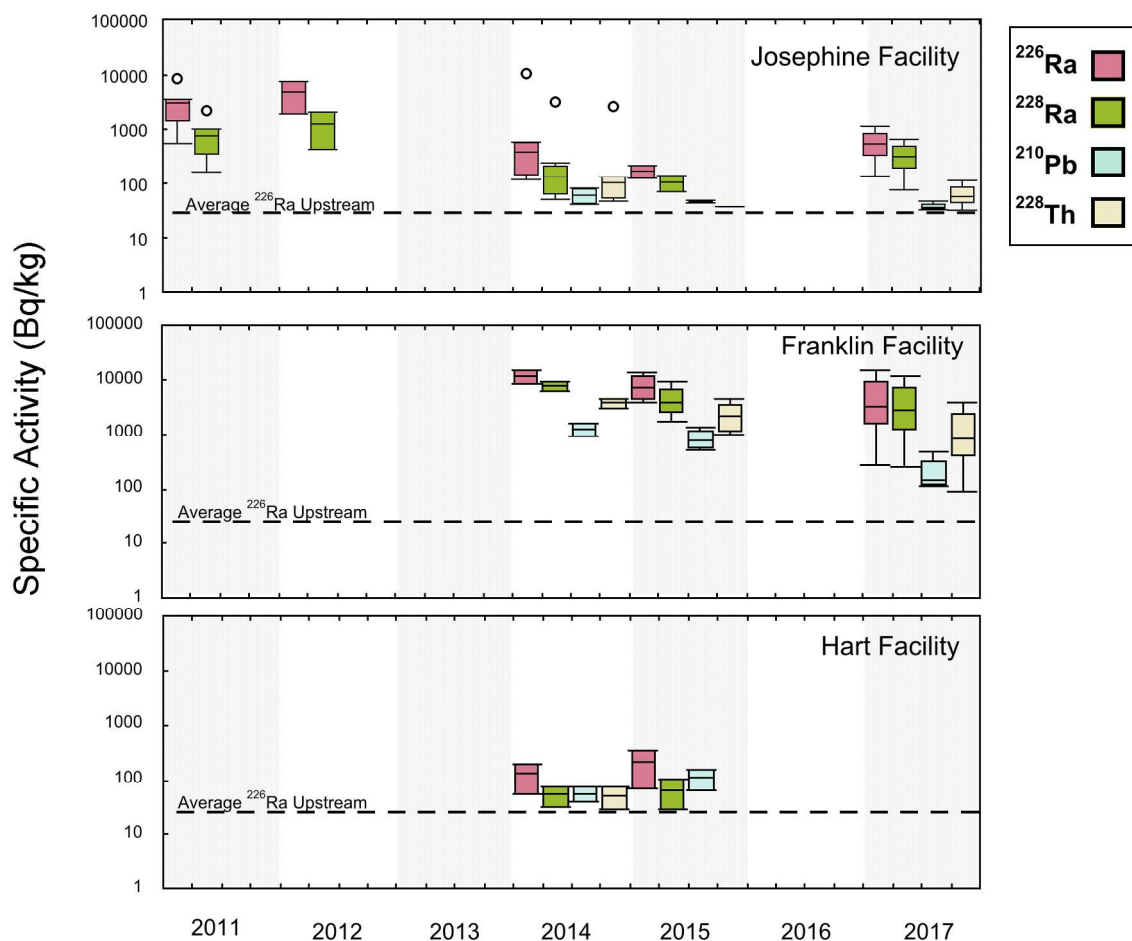 Specific Activity (Bq/kg)
100000
10000
1000
100
10
1
Josephine Facility
Average ²²⁶Ra Upstream
²²⁶Ra
²²⁸Ra
²¹⁰Pb
²²⁸Th
100000
10000
1000
100
10
1
Franklin Facility
Average ²²⁶Ra Upstream
100000
10000
1000
100
10
1
Hart Facility
Average ²²⁶Ra Upstream
2011 2012 2013 2014 2015 2016 2017